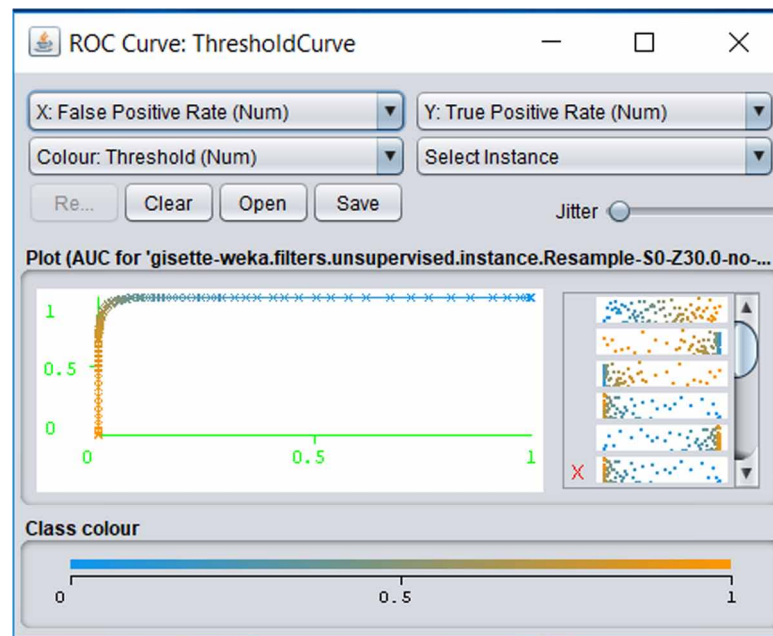 ROC Curve: ThresholdCurve
X: False Positive Rate (Num) Y: True Positive Rate (Num)
Colour: Threshold (Num) Select Instance
Re... Clear Open Save Jitter
Plot (AUC for 'gisette-weka.filters.unsupervised.instance.Resample-S0-Z30.0-no-...
1
0.5
0
0 0.5 1
X
Class colour
0 0.5 1